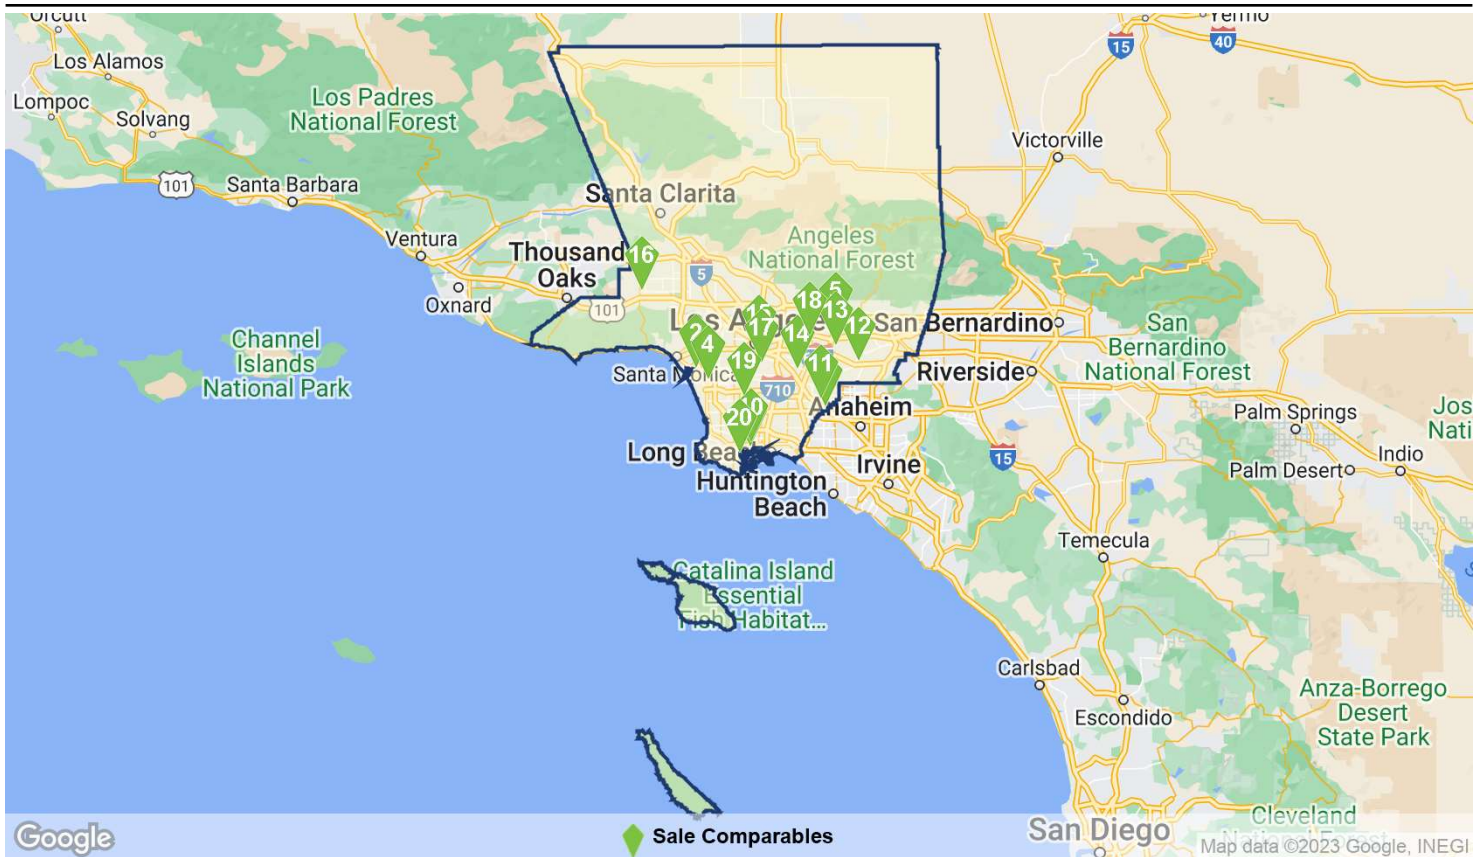 Orcutt
Los Alamos
Lompoc
Solvang
Los Padres
National Forest
Yermo
15
40
Victorville
101
Santa Barbara
Santa Clarita
Ventura
Thousand
Oaks
Oxnard
16
5
101
Angeles
National Forest
18
5
13
15
17
14
12
2
4
19
11
10
20
San Bernardino
Riverside
San
Bernardino
National Forest
Channel
Islands
National Park
Santa Monica
710
Anaheim
Palm Springs
Long Beach
Irvine
15
Indio
Palm Desert
Huntington
Beach
Temecula
Catalina Island
Essential
Fish Habitat...
Carlsbad
Escondido
Anza-Borrego
Desert
State Park
San Diego
Cleveland
Google
Sale Comparables
Map data ©2023 Google, INEGI